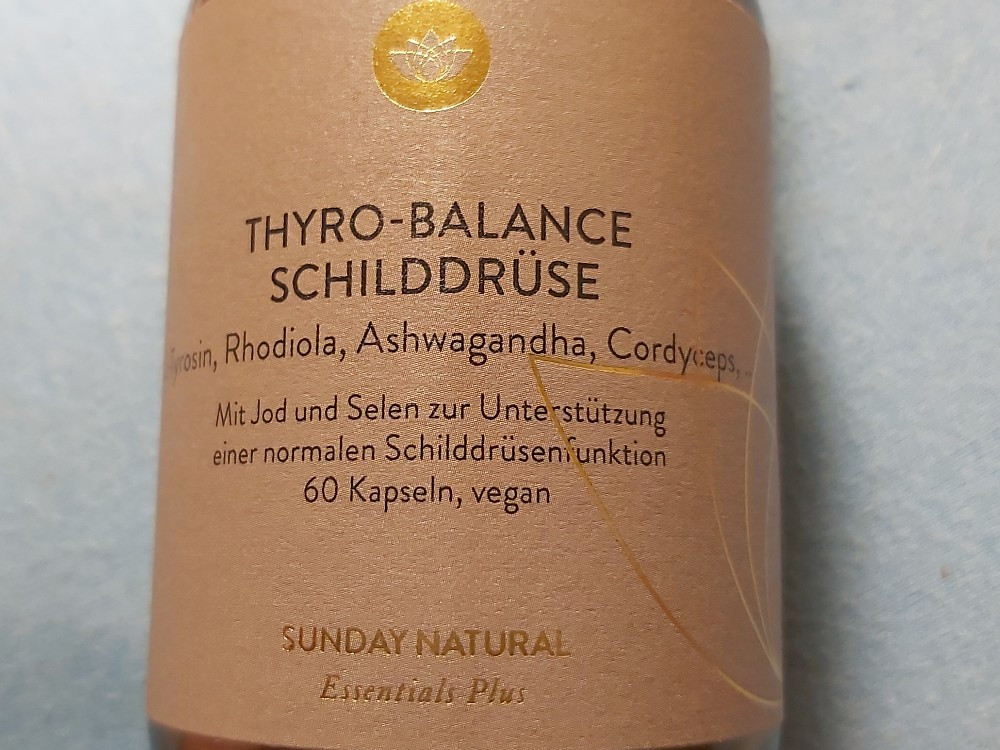 THYRO-BALANCE
SCHILDDRÜSE
Tyrosin, Rhodiola, Ashwagandha, Cordyceps, ..
Mit Jod und Selen zur Unterstützung
einer normalen Schilddrüsenfunktion
60 Kapseln, vegan
SUNDAY NATURAL
Essentials Plus